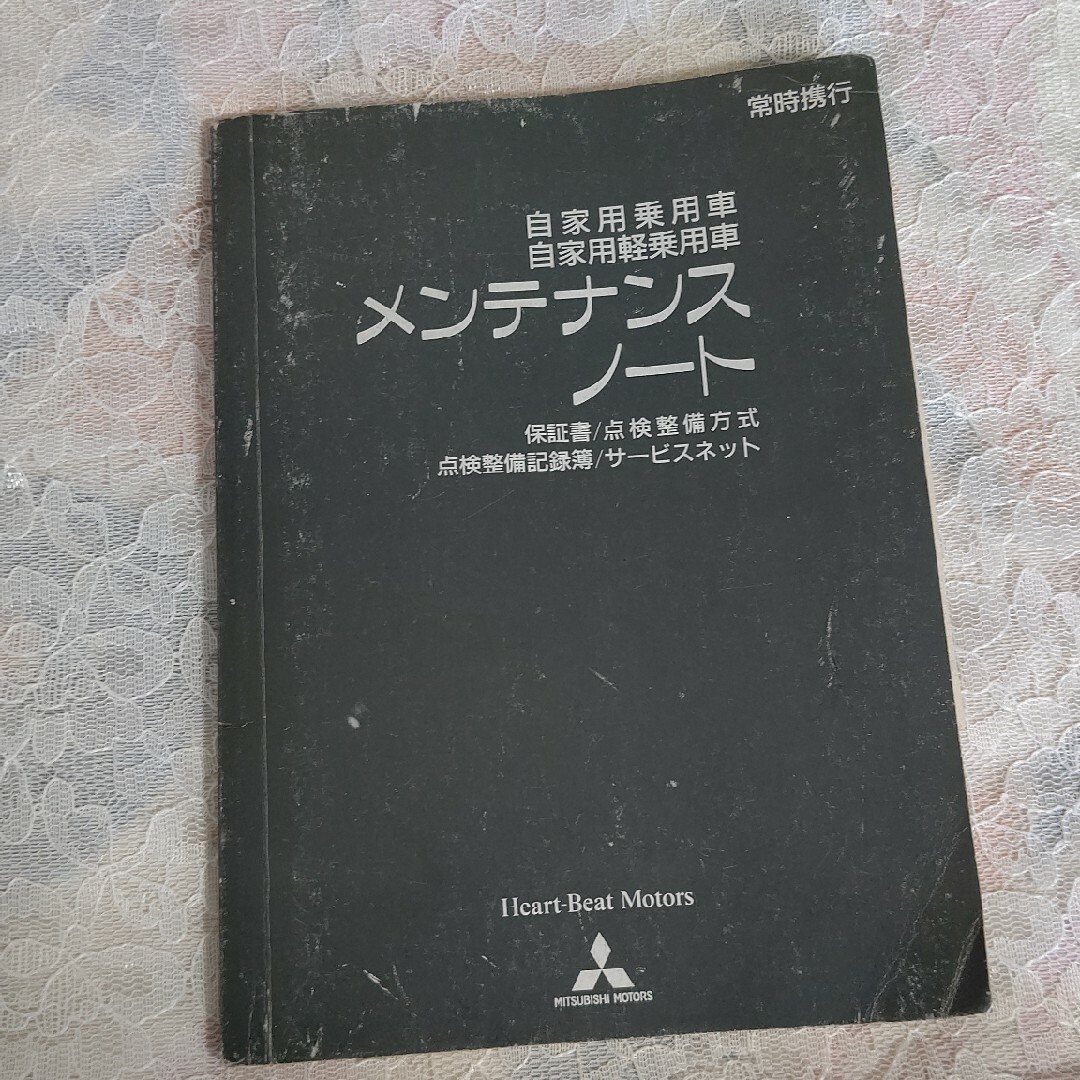 常時携行
自家用乗用車
自家用軽乗用車
メンテナンス
ノート
保証書/点検整備方式
点検整備記録簿/サービスネット
Heart-Beat Motors
MITSUBISHI MOTORS